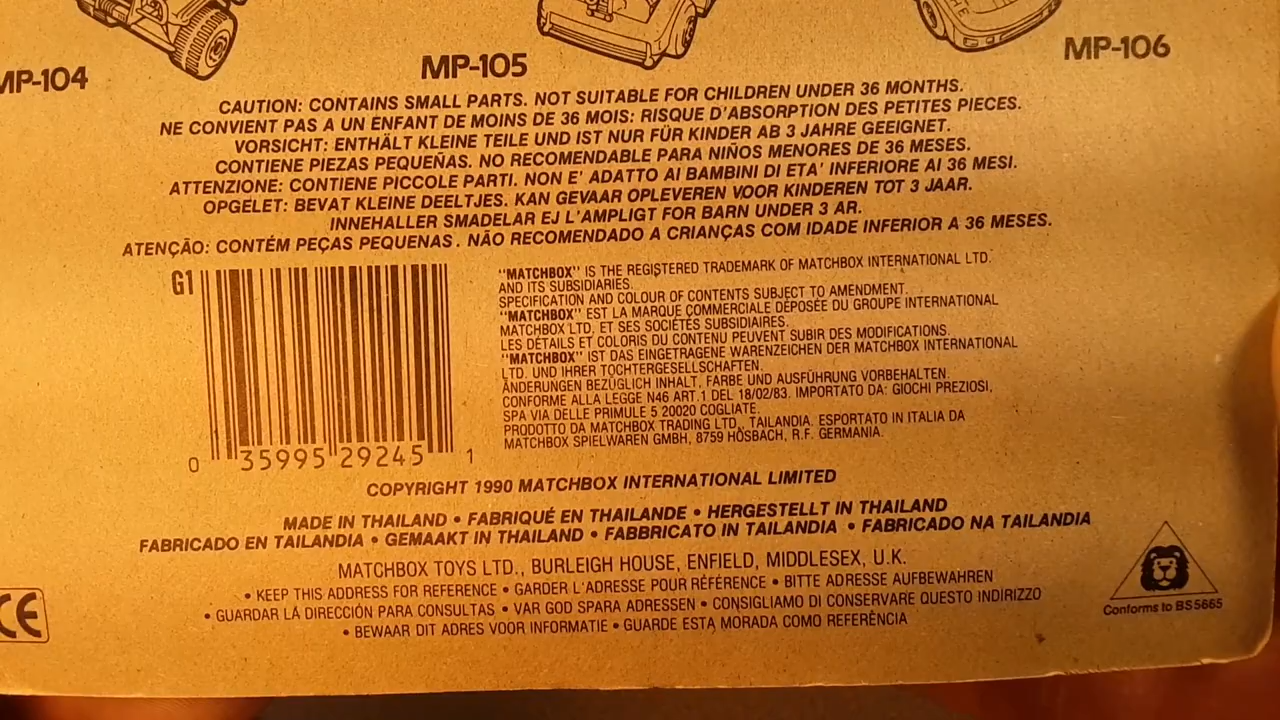 MP-104
MP-105
MP-106
THE
CAUTION: CONTAINS SMALL PARTS. NOT SUITABLE FOR CHILDREN UNDER 36 MONTHS.
NE CONVIENT PAS A UN ENFANT DE MOINS DE 36 MOIS: RISQUE D'ABSORPTION DES PETITES PIECES.
VORSICHT: ENTHÄLT KLEINE TEILE UND IST NUR FÜR KINDER AB 3 JAHRE GEEIGNET.
CONTIENE PIEZAS PEQUEÑAS. NO RECOMENDABLE PARA NIÑOS MENORES DE 36 MESES.
ATTENZIONE: CONTIENE PICCOLE PARTI. NON E' ADATTO AI BAMBINI DI ETA' INFERIORE AI 36 MESI.
OPGELET: BEVAT KLEINE DEELTJES. KAN GEVAAR OPLEVEREN VOOR KINDEREN TOT 3 JAAR.
INNEHALLER SMADELAR EJ L'AMPLIGT FOR BARN UNDER 3 AR.
ATENÇÃO: CONTÉM PEÇAS PEQUENAS. NÃO RECOMENDADO A CRIANÇAS COM IDADE INFERIOR A 36 MESES.
G1
0 35995 29245 1
"MATCHBOX" IS THE REGISTERED TRADEMARK OF MATCHBOX INTERNATIONAL LTD.
AND ITS SUBSIDIARIES.
SPECIFICATION AND COLOUR OF CONTENTS SUBJECT TO AMENDMENT.
"MATCHBOX" EST LA MARQUE COMMERCIALE DÉPOSÉE DU GROUPE INTERNATIONAL
MATCHBOX LTD. ET SES SOCIÉTÉS SUBSIDIAIRES.
LES DÉTAILS ET COLORIS DU CONTENU PEUVENT SUBIR DES MODIFICATIONS.
"MATCHBOX" IST DAS EINGETRAGENE WARENZEICHEN DER MATCHBOX INTERNATIONAL
LTD. UND IHRER TOCHTERGESELLSCHAFTEN.
ÄNDERUNGEN BEZÜGLICH INHALT, FARBE UND AUSFÜHRUNG VORBEHALTEN.
CONFORME ALLA LEGGE N46 ART.1 DEL 18/02/83. IMPORTATO DA: GIOCHI PREZIOSI,
SPA VIA DELLE PRIMULE 5 20020 COGLIATE.
PRODOTTO DA MATCHBOX TRADING LTD., TAILANDIA. ESPORTATO IN ITALIA DA
MATCHBOX SPIELWAREN GMBH, 8759 HÖSBACH, R.F. GERMANIA.
COPYRIGHT 1990 MATCHBOX INTERNATIONAL LIMITED
MADE IN THAILAND • FABRIQUÉ EN THAILANDE • HERGESTELLT IN THAILAND
FABRICADO EN TAILANDIA • GEMAAKT IN THAILAND • FABBRICATO IN TAILANDIA • FABRICADO NA TAILANDIA
MATCHBOX TOYS LTD., BURLEIGH HOUSE, ENFIELD, MIDDLESEX, U.K.
• KEEP THIS ADDRESS FOR REFERENCE • GARDER L'ADRESSE POUR RÉFÉRENCE • BITTE ADRESSE AUFBEWAHREN
• GUARDAR LA DIRECCIÓN PARA CONSULTAS • VAR GOD SPARA ADRESSEN • CONSIGLIAMO DI CONSERVARE QUESTO INDIRIZZO
• BEWAAR DIT ADRES VOOR INFORMATIE • GUARDE ESTA MORADA COMO REFERÊNCIA
CE
Conforms to BS 5665